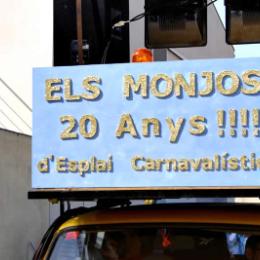 ELS MONJOS
20 Anys !!!!
d'Esplai Carnavalístic